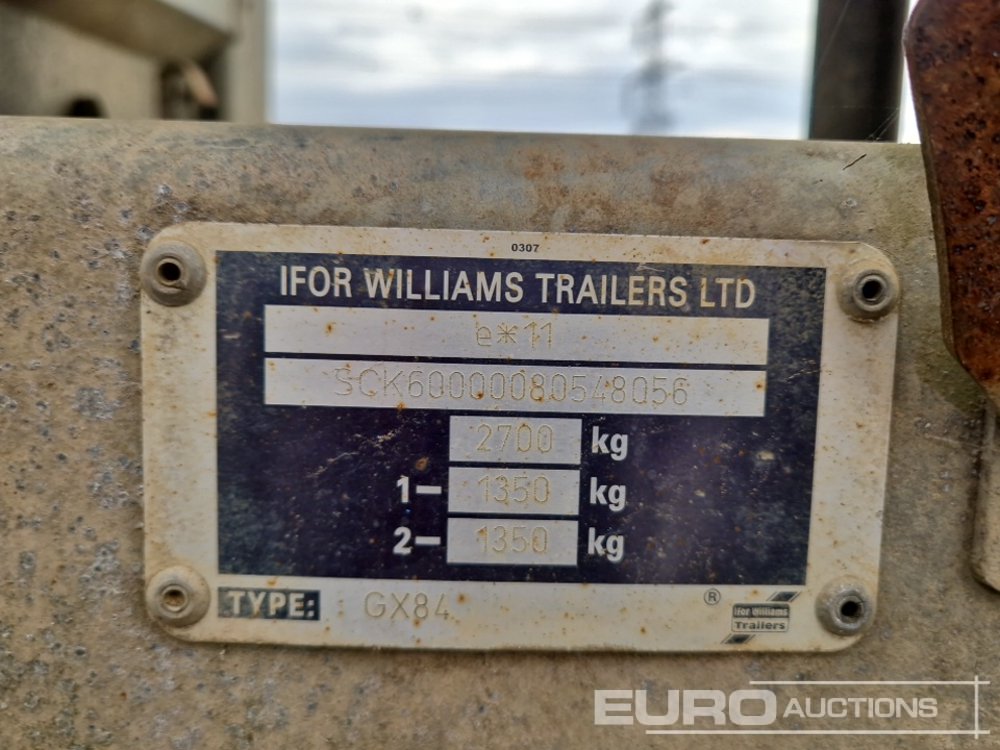 0307
IFOR WILLIAMS TRAILERS LTD
e*11
SCK60000080548056
2700 kg
1- 1350 kg
2- 1350 kg
TYPE: GX84
®
Ifor Williams
Trailers
EURO AUCTIONS